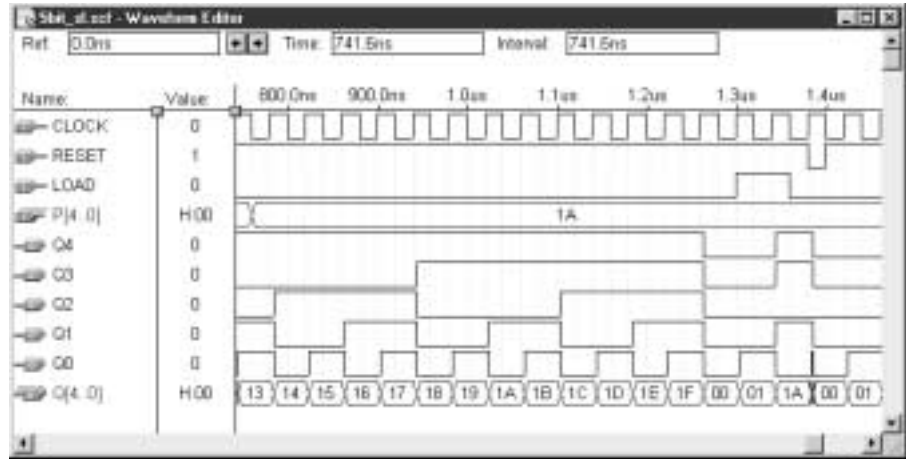 5bit_sl.scf - Waveform Editor
Ref: 0.0ns Time: 741.5ns Interval: 741.5ns
Name: Value: 800.0ns 900.0ns 1.0us 1.1us 1.2us 1.3us 1.4us
CLOCK 0
RESET 1
LOAD 0
P[4..0] H 00 1A
Q4 0
Q3 0
Q2 0
Q1 0
Q0 0
Q[4..0] H 00 13 14 15 16 17 18 19 1A 1B 1C 1D 1E 1F 00 01 1A 00 01